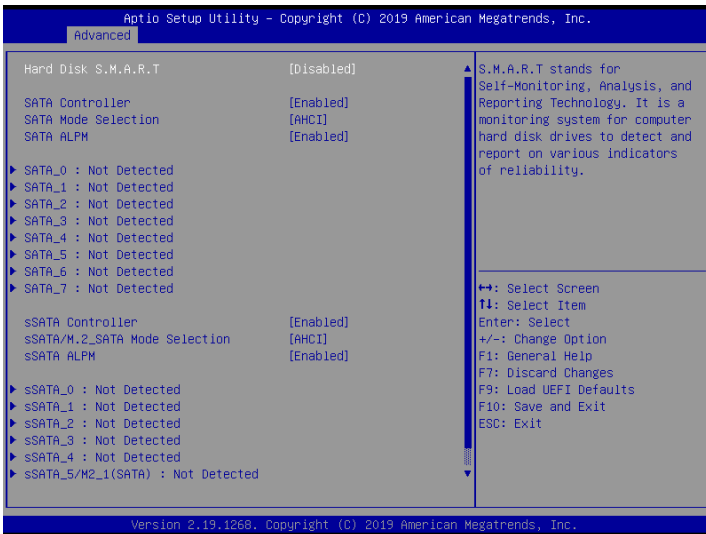 Aptio Setup Utility – Copyright (C) 2019 American Megatrends, Inc.
Advanced
Hard Disk S.M.A.R.T [Disabled]
SATA Controller [Enabled]
SATA Mode Selection [AHCI]
SATA ALPM [Enabled]
SATA_0 : Not Detected
SATA_1 : Not Detected
SATA_2 : Not Detected
SATA_3 : Not Detected
SATA_4 : Not Detected
SATA_5 : Not Detected
SATA_6 : Not Detected
SATA_7 : Not Detected
sSATA Controller [Enabled]
sSATA/M.2_SATA Mode Selection [AHCI]
sSATA ALPM [Enabled]
sSATA_0 : Not Detected
sSATA_1 : Not Detected
sSATA_2 : Not Detected
sSATA_3 : Not Detected
sSATA_4 : Not Detected
sSATA_5/M2_1(SATA) : Not Detected
S.M.A.R.T stands for
Self-Monitoring, Analysis, and
Reporting Technology. It is a
monitoring system for computer
hard disk drives to detect and
report on various indicators
of reliability.
↔: Select Screen
↑↓: Select Item
Enter: Select
+/-: Change Option
F1: General Help
F7: Discard Changes
F9: Load UEFI Defaults
F10: Save and Exit
ESC: Exit
Version 2.19.1268. Copyright (C) 2019 American Megatrends, Inc.